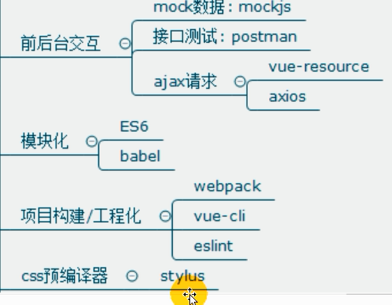 mock数据：mockjs
前后台交互
接口测试：postman
ajax请求
vue-resource
axios
模块化
ES6
babel
项目构建/工程化
webpack
vue-cli
eslint
css预编译器
stylus